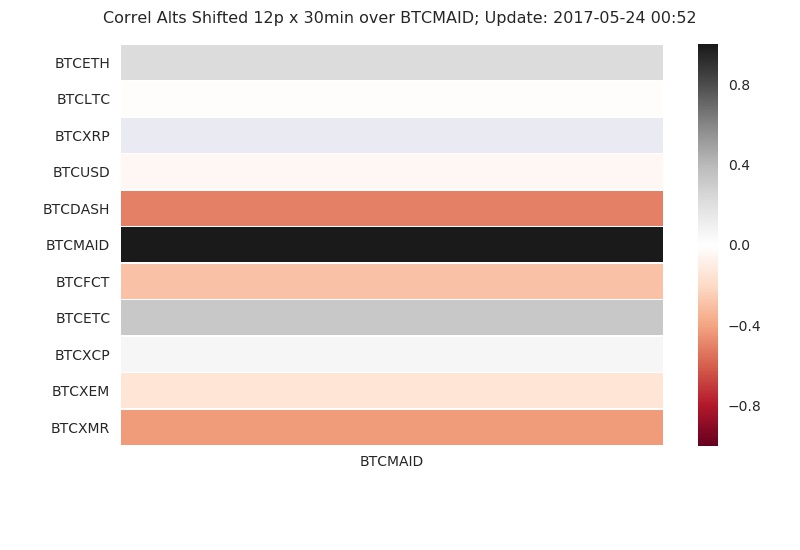 Correl Alts Shifted 12p x 30min over BTCMAID; Update: 2017-05-24 00:52
BTCETH
BTCLTC
BTCXRP
BTCUSD
BTCDASH
BTCMAID
BTCFCT
BTCETC
BTCXCP
BTCXEM
BTCXMR
BTCMAID
0.8
0.4
0.0
−0.4
−0.8